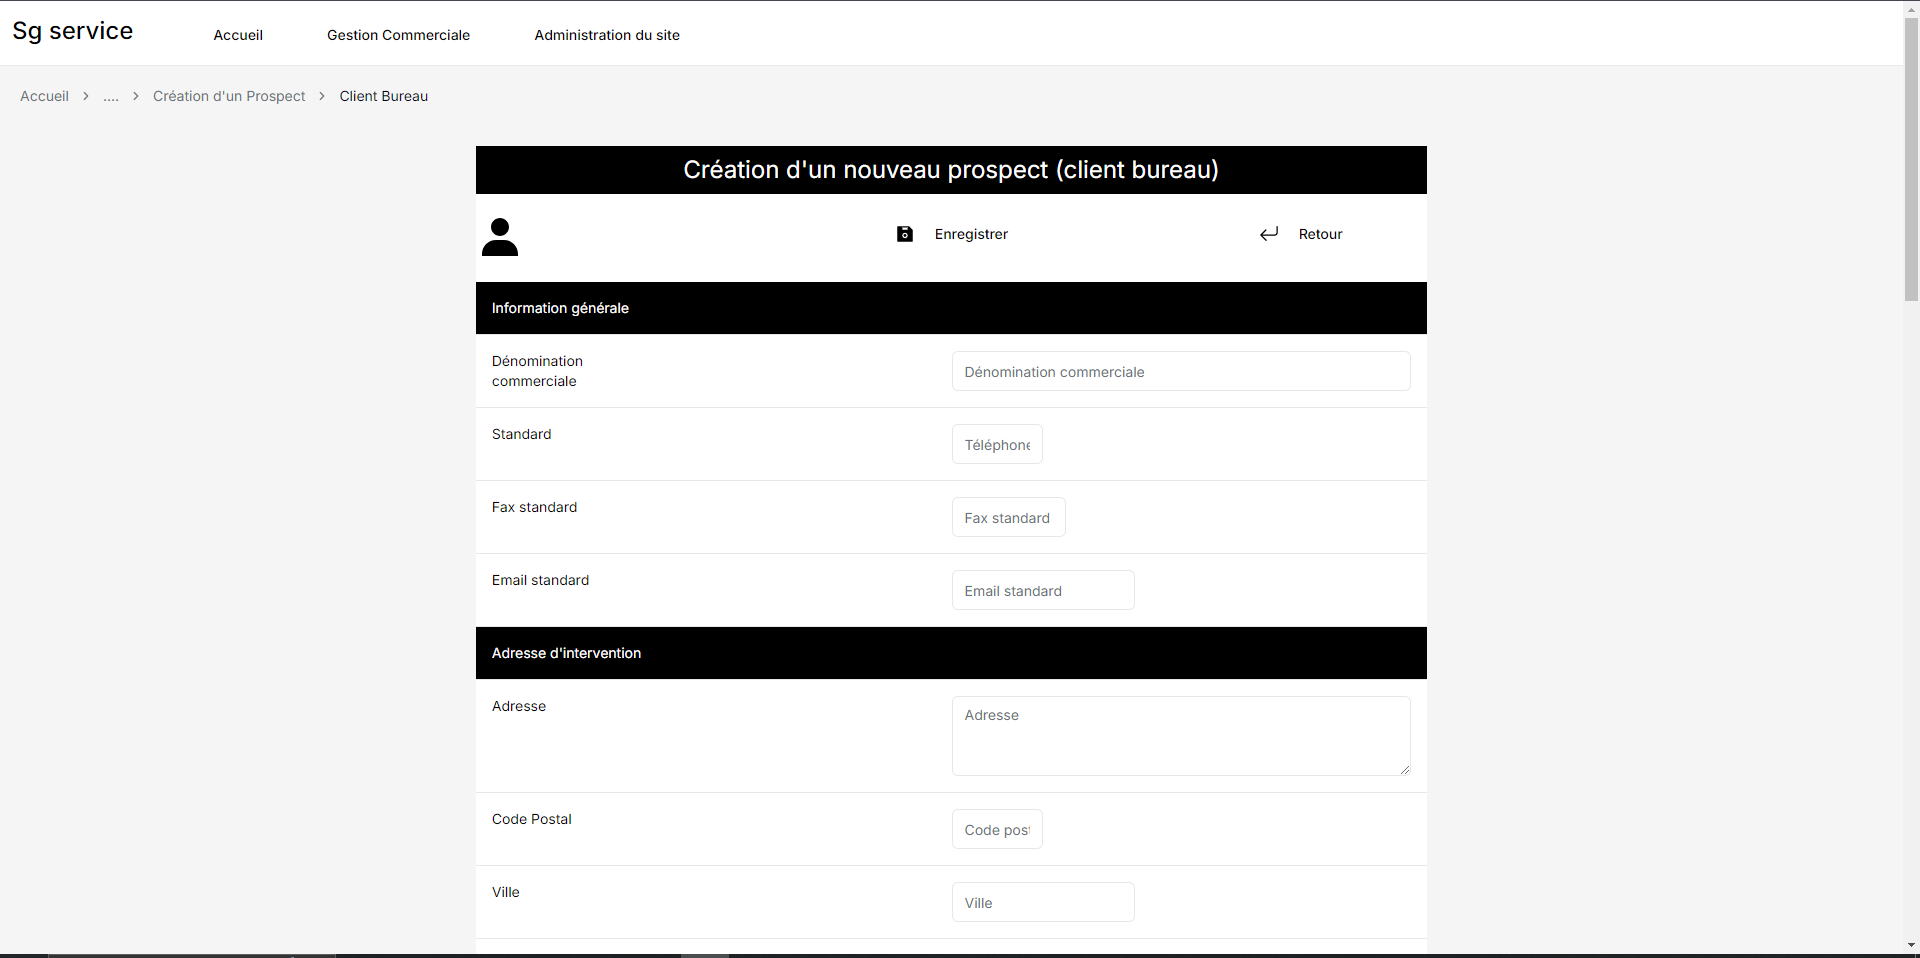 Sg service
Accueil
Gestion Commerciale
Administration du site
Accueil > .... > Création d'un Prospect > Client Bureau
Création d'un nouveau prospect (client bureau)
Enregistrer
Retour
Information générale
Dénomination
commerciale
Dénomination commerciale
Standard
Téléphone
Fax standard
Fax standard
Email standard
Email standard
Adresse d'intervention
Adresse
Adresse
Code Postal
Code post
Ville
Ville